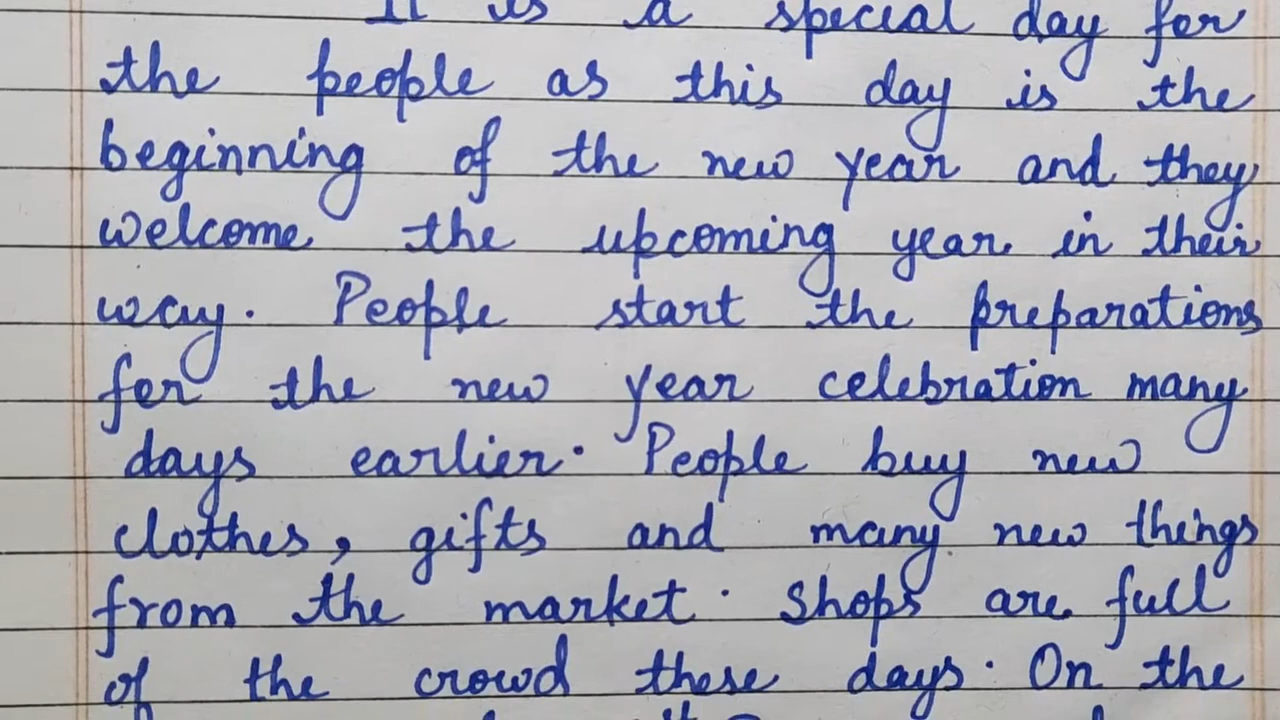 It is a special day for
the people as this day is the
beginning of the new year and they
welcome the upcoming year in their
way. People start the preparations
for the new year celebration many
days earlier. People buy new
clothes, gifts and many new things
from the market. Shops are full
of the crowd these days. On the